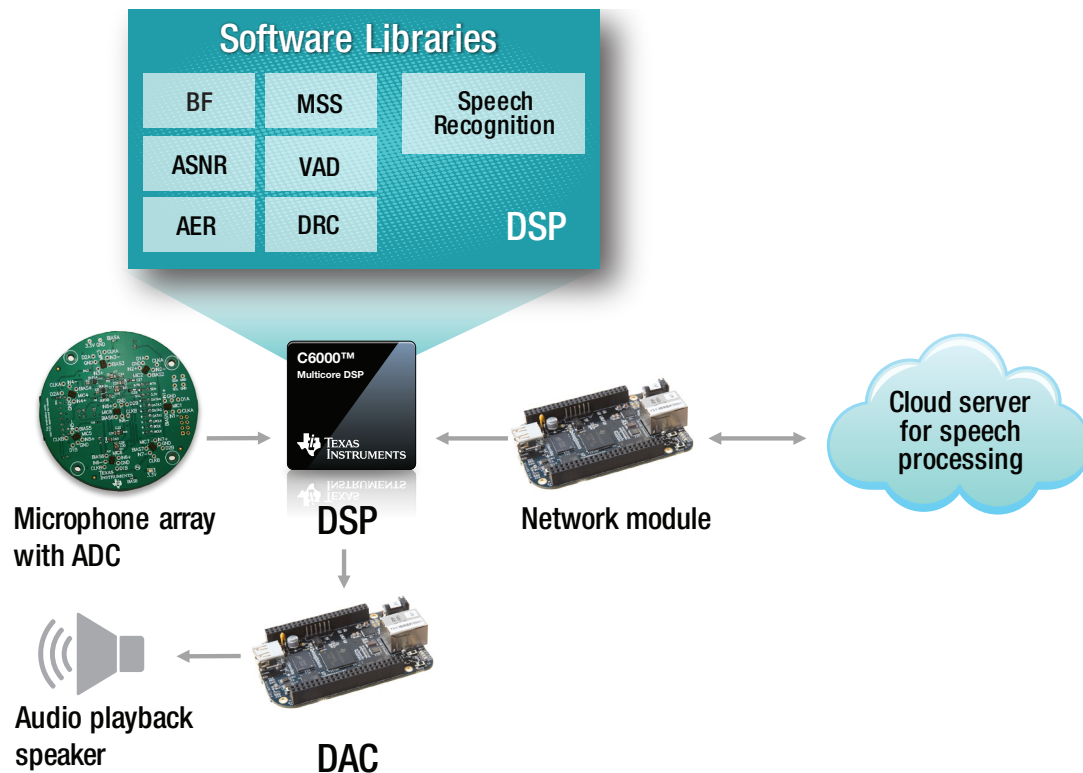 Software Libraries
BF
MSS
Speech
Recognition
ASNR
VAD
AER
DRC
DSP
C6000™
Multicore DSP
TEXAS
INSTRUMENTS
Cloud server
for speech
processing
Microphone array
with ADC
DSP
Network module
Audio playback
speaker
DAC